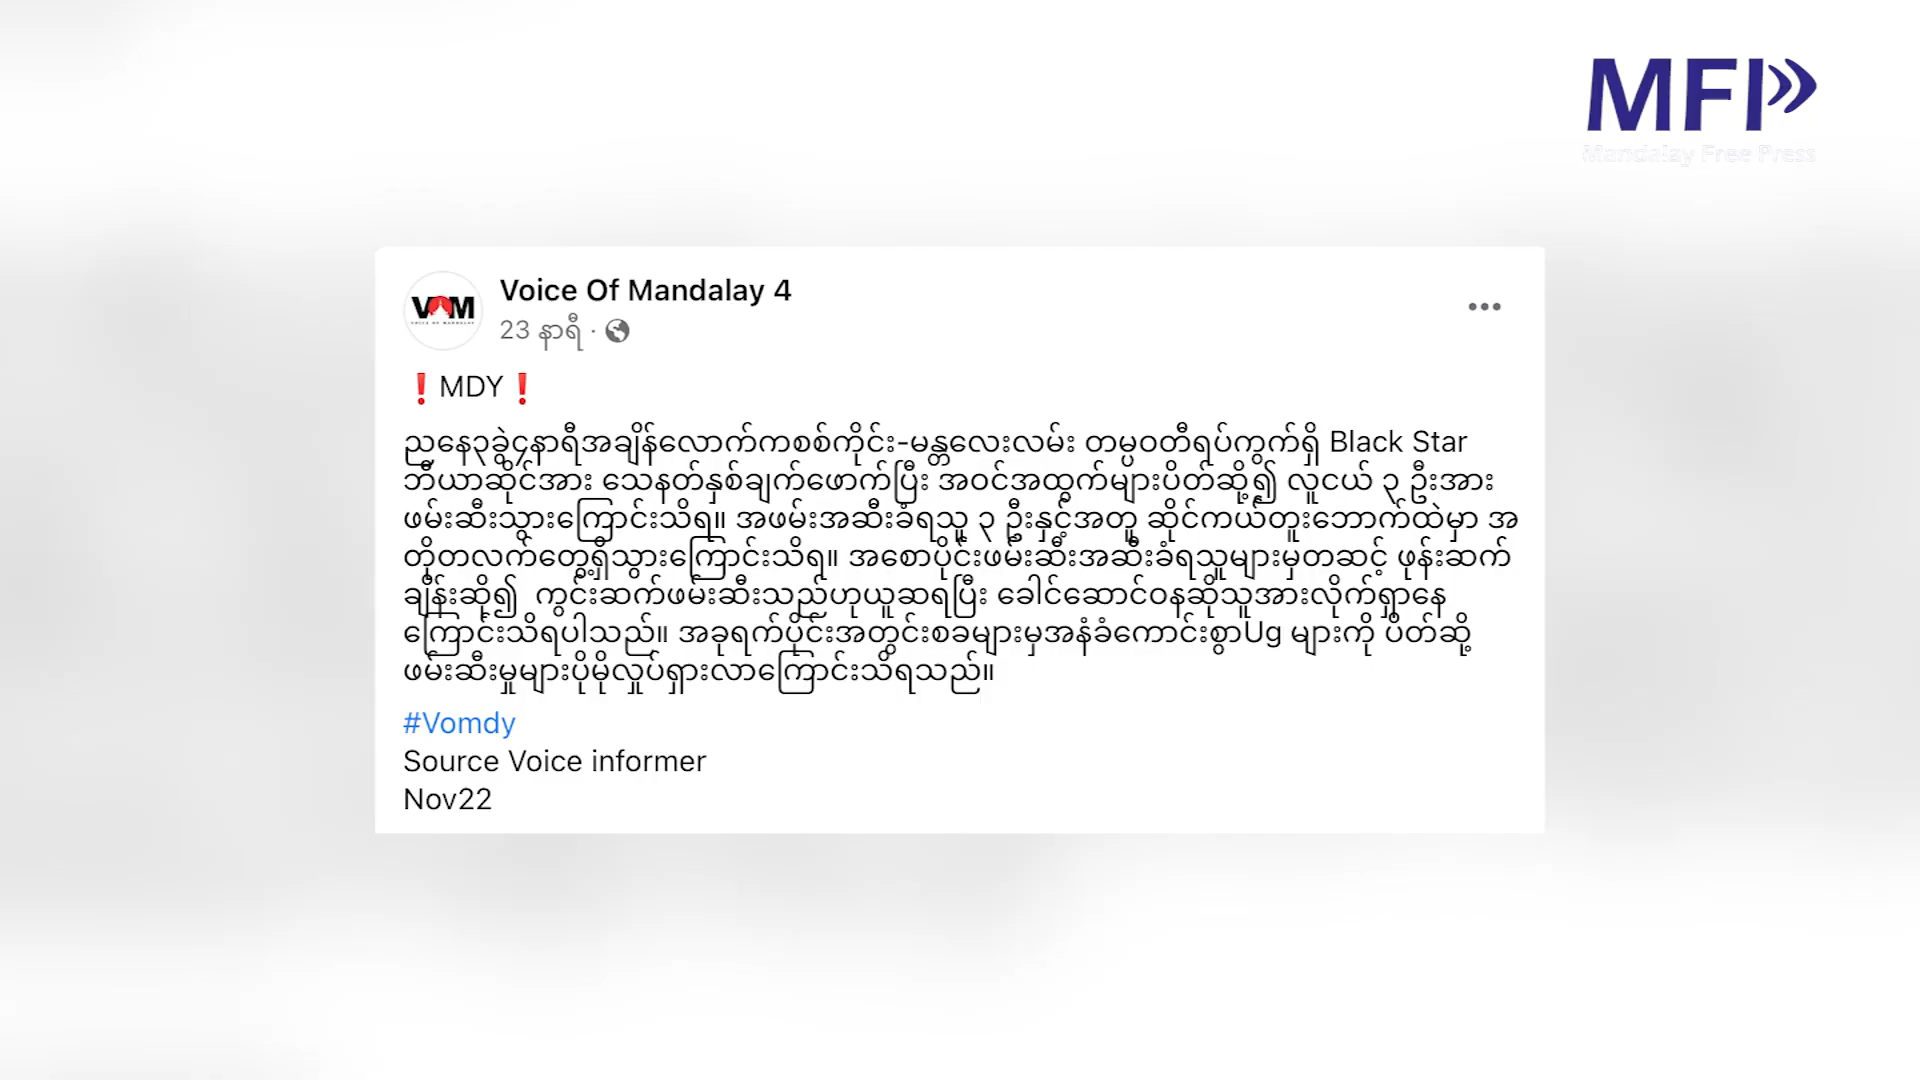 MFP
Mandalay Free Press
VOM
VOICE OF MANDALAY
Voice Of Mandalay 4
23 နာရီ ·
❗MDY❗
ညနေ၃ခွဲ၄နာရီအချိန်လောက်ကစစ်ကိုင်း-မန္တလေးလမ်း တမ္ပဝတီရပ်ကွက်ရှိ Black Star
ဘီယာဆိုင်အား သေနတ်နှစ်ချက်ဖောက်ပြီး အဝင်အထွက်များပိတ်ဆို့၍ လူငယ် ၃ ဦးအား
ဖမ်းဆီးသွားကြောင်းသိရ။ အဖမ်းအဆီးခံရသူ ၃ ဦးနှင့်အတူ ဆိုင်ကယ်တူးဘောက်ထဲမှာ အ
တိုတလက်တွေ့ရှိသွားကြောင်းသိရ။ အစောပိုင်းဖမ်းဆီးအဆီးခံရသူများမှတဆင့် ဖုန်းဆက်
ချိန်းဆို၍ ကွင်းဆက်ဖမ်းဆီးသည်ဟုယူဆရပြီး ခေါင်ဆောင်ဝနဆိုသူအားလိုက်ရှာနေ
ကြောင်းသိရပါသည်။ အခုရက်ပိုင်းအတွင်းစခများမှအနံခံကောင်းစွာUg များကို ပိတ်ဆို့
ဖမ်းဆီးမှုများပိုမိုလှုပ်ရှားလာကြောင်းသိရသည်။
#Vomdy
Source Voice informer
Nov22